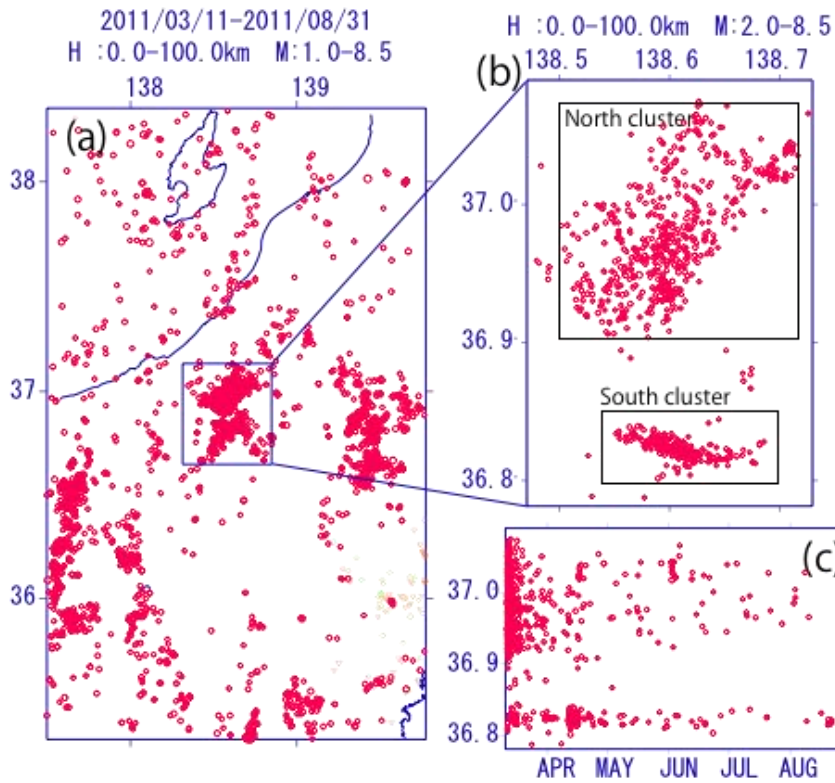 2011/03/11-2011/08/31
H :0.0-100.0km M:1.0-8.5
138 139
(a)
38
37
36
H :0.0-100.0km M:2.0-8.5
138.5 138.6 138.7
(b)
North cluster
37.0
36.9
South cluster
36.8
(c)
37.0
36.9
36.8
APR MAY JUN JUL AUG